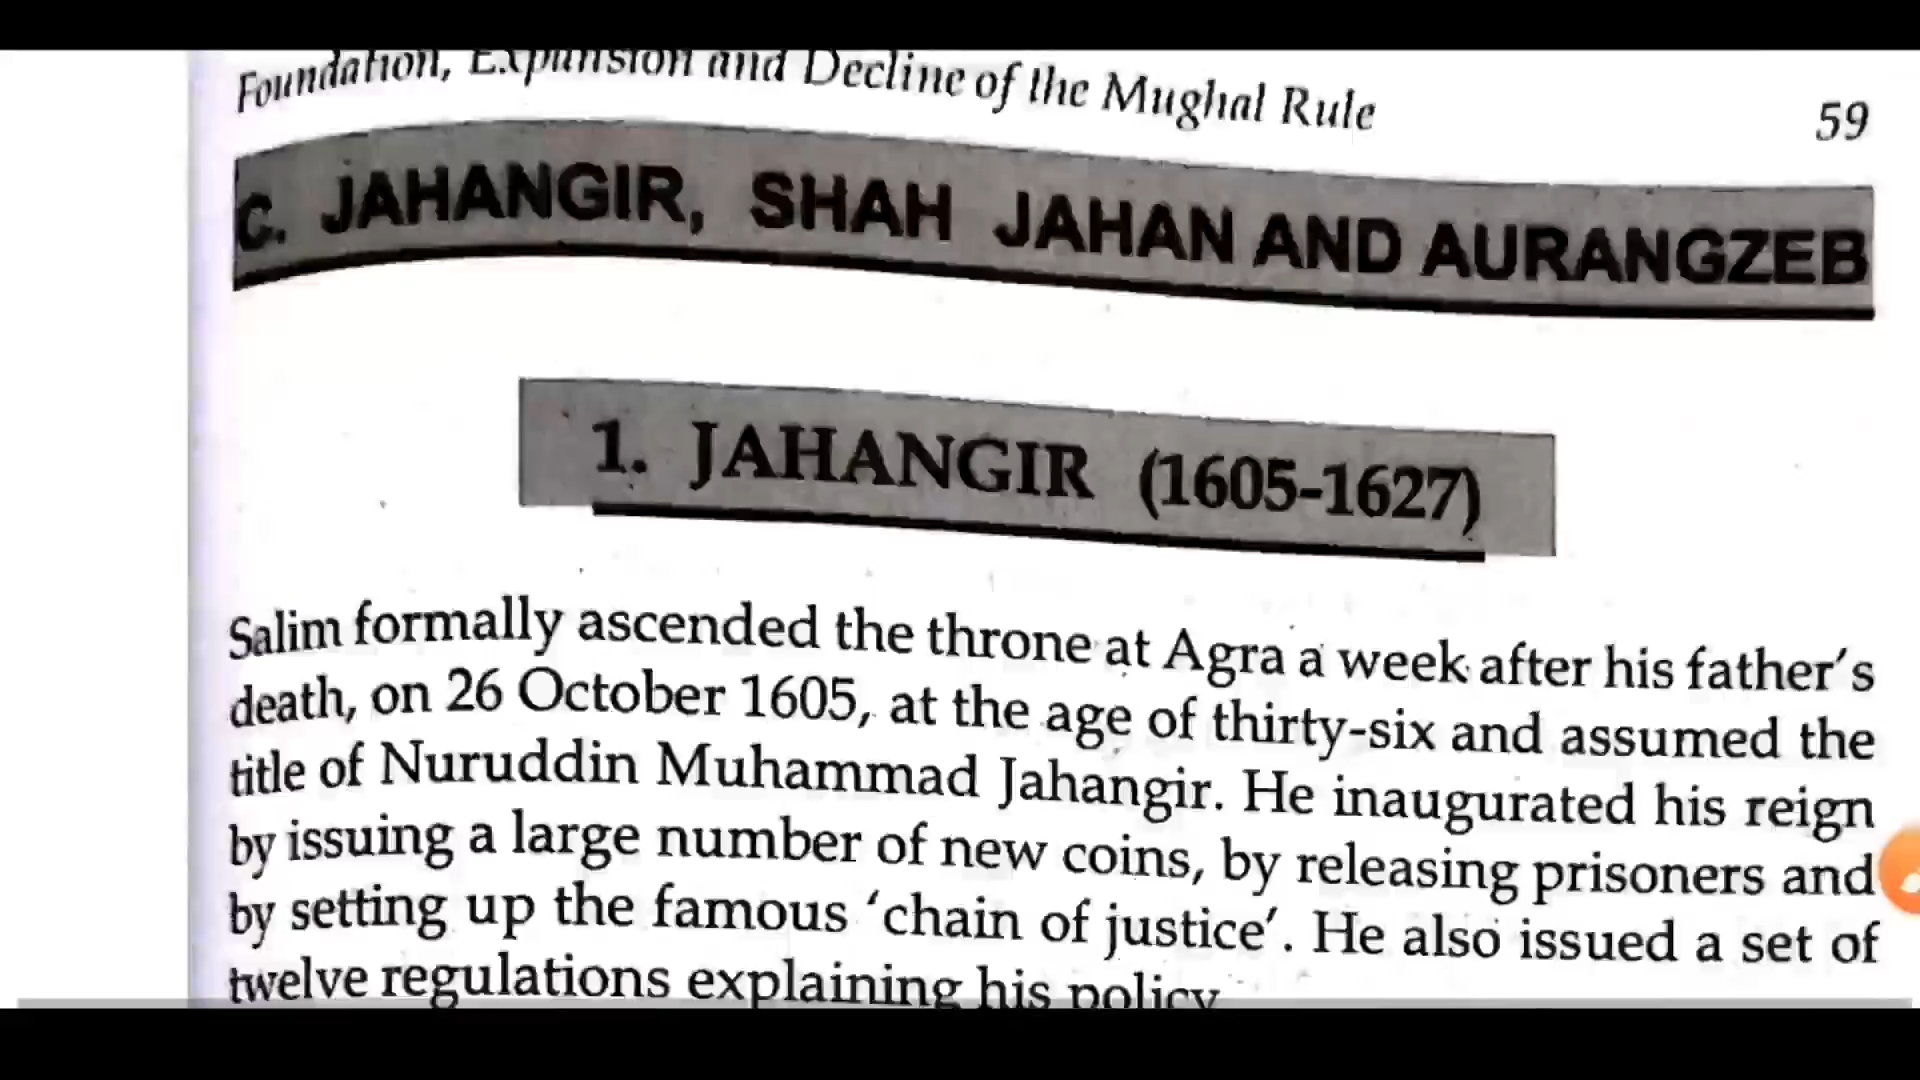 Foundation, Expansion and Decline of the Mughal Rule
59
C. JAHANGIR, SHAH JAHAN AND AURANGZEB
1. JAHANGIR (1605-1627)
Salim formally ascended the throne at Agra a week after his father's
death, on 26 October 1605, at the age of thirty-six and assumed the
title of Nuruddin Muhammad Jahangir. He inaugurated his reign
by issuing a large number of new coins, by releasing prisoners and
by setting up the famous 'chain of justice'. He also issued a set of
twelve regulations explaining his policy